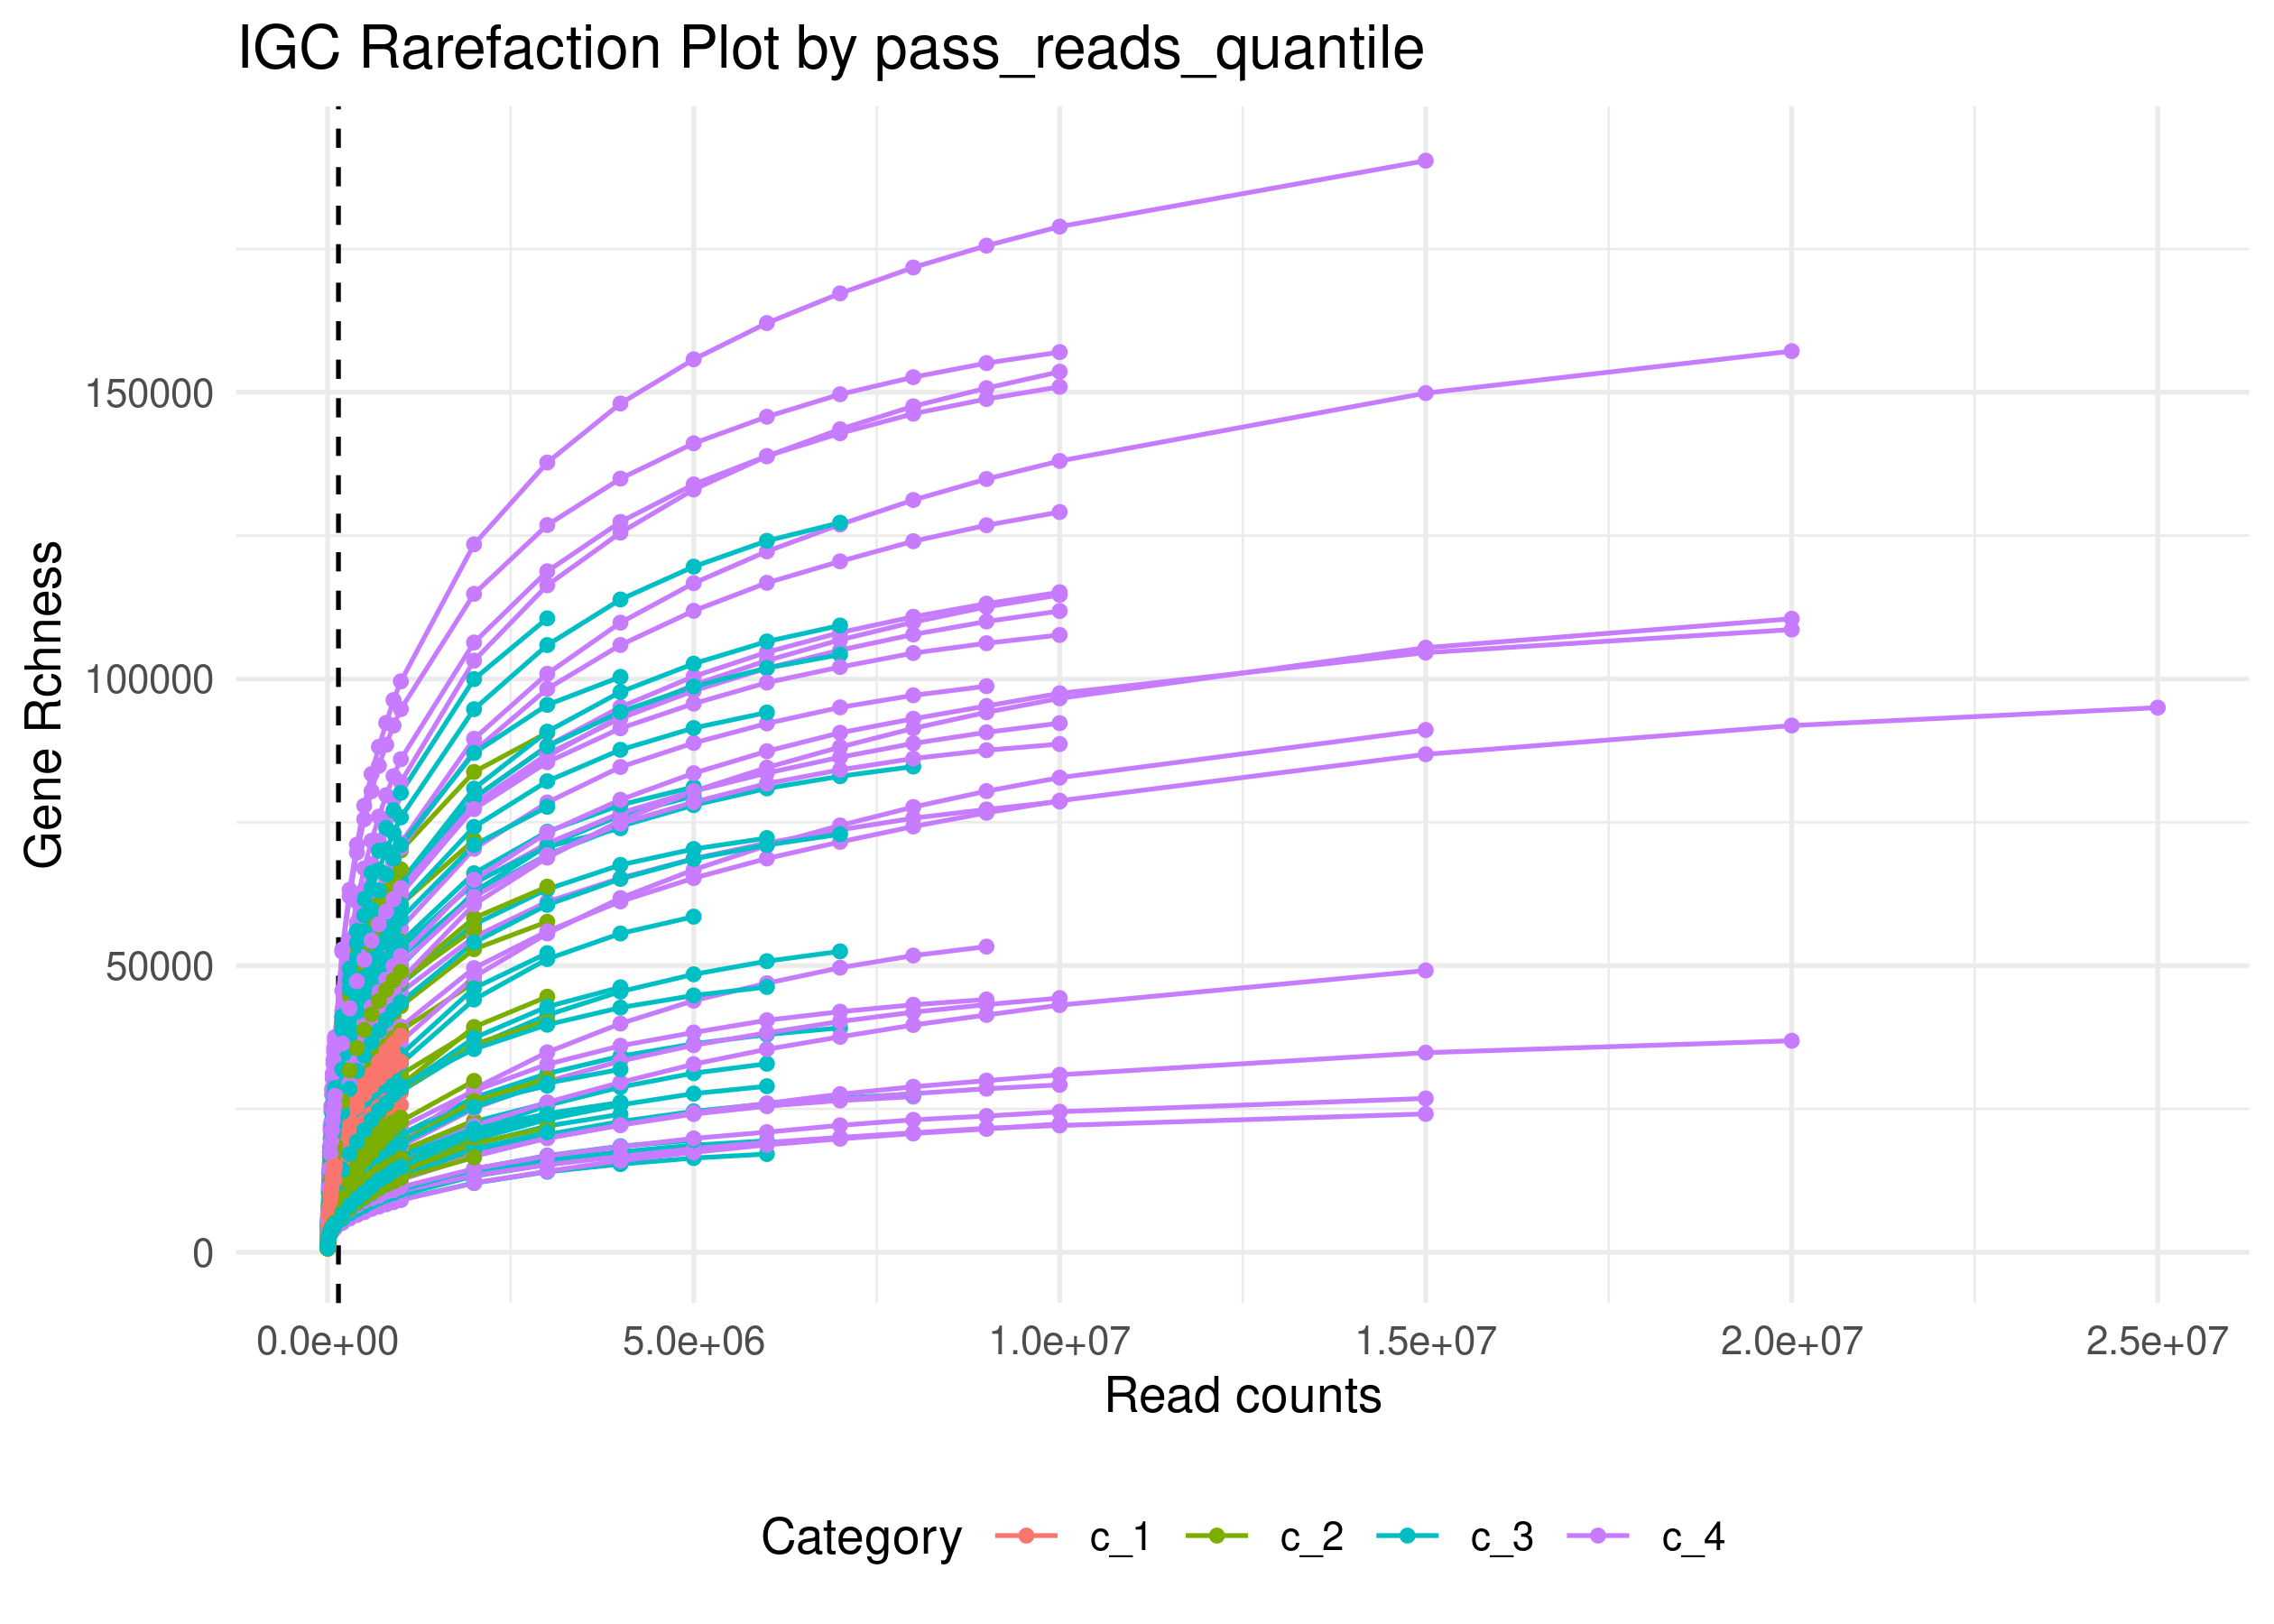 IGC Rarefaction Plot by pass_reads_quantile
Gene Rchness
150000
100000
50000
0
0.0e+00 5.0e+06 1.0e+07 1.5e+07 2.0e+07 2.5e+07
Read counts
Category c_1 c_2 c_3 c_4